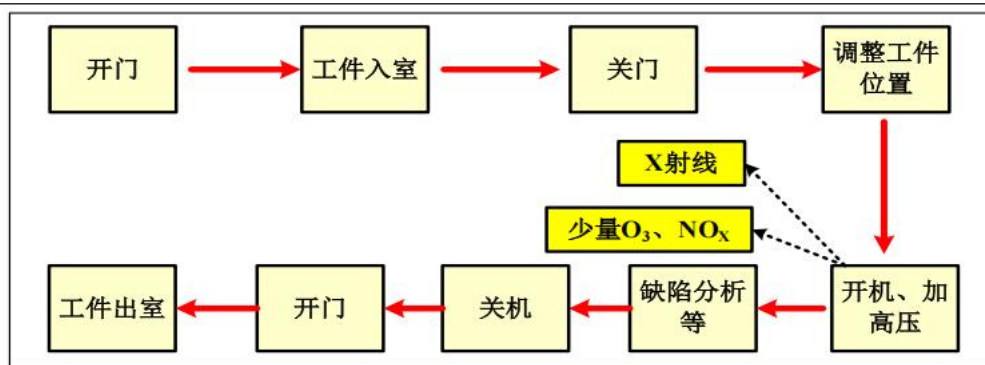 开门
工件入室
关门
调整工件
位置
X射线
少量O₃、NOₓ
开机、加
高压
缺陷分析
等
关机
开门
工件出室